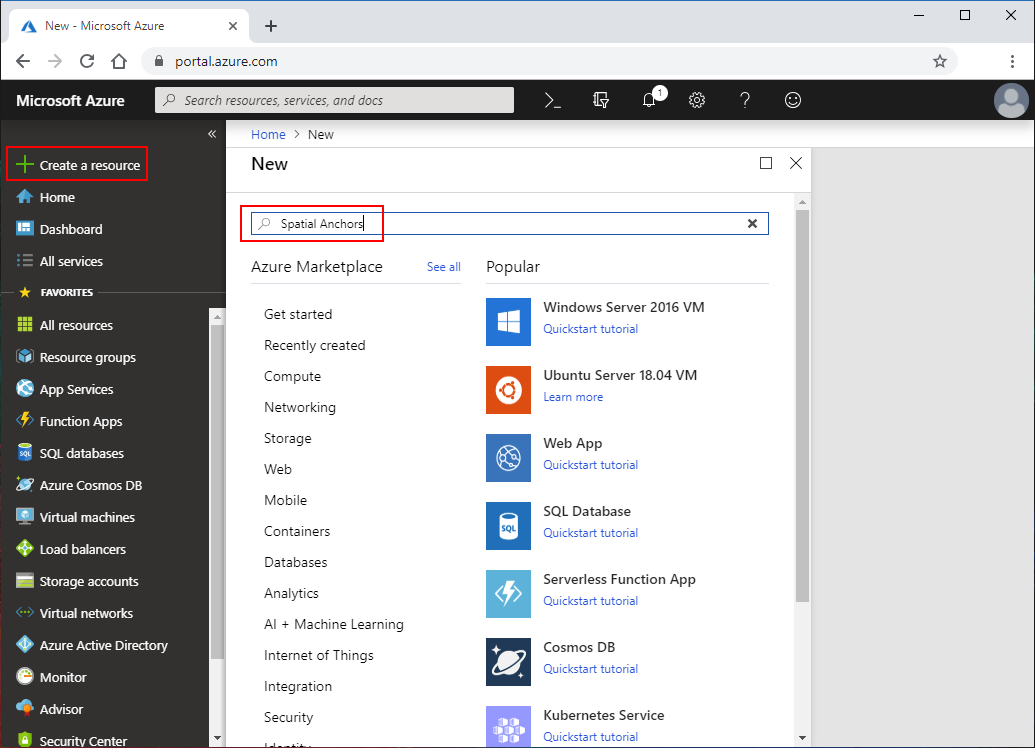 New - Microsoft Azure
portal.azure.com
Microsoft Azure
Search resources, services, and docs
1
Create a resource
Home
Dashboard
All services
FAVORITES
All resources
Resource groups
App Services
Function Apps
SQL databases
Azure Cosmos DB
Virtual machines
Load balancers
Storage accounts
Virtual networks
Azure Active Directory
Monitor
Advisor
Security Center
Home > New
New
Spatial Anchors
Azure Marketplace
See all
Get started
Recently created
Compute
Networking
Storage
Web
Mobile
Containers
Databases
Analytics
AI + Machine Learning
Internet of Things
Integration
Security
Identity
Popular
Windows Server 2016 VM
Quickstart tutorial
Ubuntu Server 18.04 VM
Learn more
Web App
Quickstart tutorial
SQL
SQL Database
Quickstart tutorial
Serverless Function App
Quickstart tutorial
Cosmos DB
Quickstart tutorial
Kubernetes Service
Quickstart tutorial